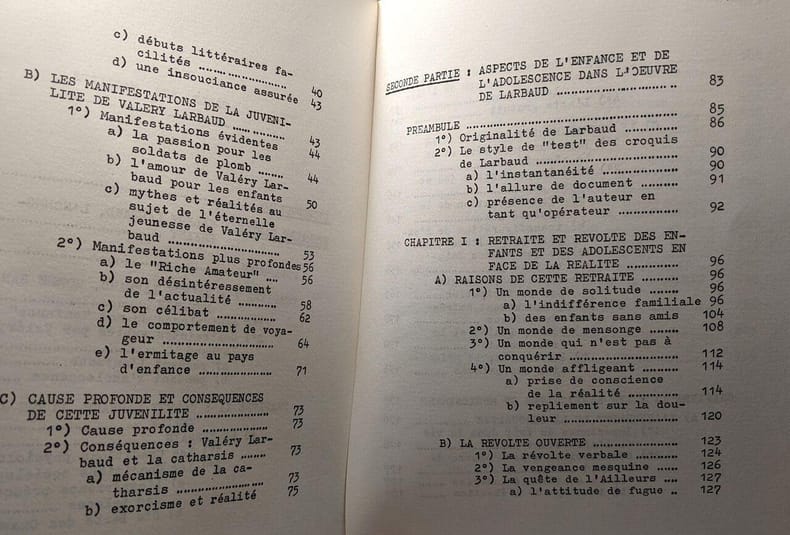 c) débuts littéraires fa-
cilités ........................ 40
d) une insouciance assurée 43
B) LES MANIFESTATIONS DE LA JUVENI-
LITE DE VALERY LARBAUD .............. 43
1°) Manifestations évidentes 44
a) la passion pour les
soldats de plomb ........ 44
b) l'amour de Valéry Lar-
baud pour les enfants 50
c) mythes et réalités au
sujet de l'éternelle
jeunesse de Valéry Lar-
baud ........................ 53
2°) Manifestations plus profondes 56
a) le "Riche Amateur" .... 56
b) son désintéressement
de l'actualité .......... 58
c) son célibat ................ 62
d) le comportement de voya-
geur ........................ 64
e) l'ermitage au pays
d'enfance ................ 71
C) CAUSE PROFONDE ET CONSEQUENCES
DE CETTE JUVENILITE .................. 73
1°) Cause profonde ................ 73
2°) Conséquences : Valéry Lar-
baud et la catharsis ....... 73
a) mécanisme de la ca-
tharsis .................... 73
b) exorcisme et réalité 75
SECONDE PARTIE : ASPECTS DE L'ENFANCE ET DE
L'ADOLESCENCE DANS L'OEUVRE
DE LARBAUD .......................... 83
PREAMBULE .......................................... 85
1°) Originalité de Larbaud ............ 86
2°) Le style de "test" des croquis
de Larbaud .......................... 90
a) l'instantanéité ............... 90
b) l'allure de document ......... 91
c) présence de l'auteur en
tant qu'opérateur ............... 92
CHAPITRE I : RETRAITE ET REVOLTE DES EN-
FANTS ET DES ADOLESCENTS EN
FACE DE LA REALITE .................. 96
A) RAISONS DE CETTE RETRAITE ................ 96
1°) Un monde de solitude ........ 96
a) l'indifférence familiale 96
b) des enfants sans amis 104
2°) Un monde de mensonge ....... 108
3°) Un monde qui n'est pas à
conquérir ........................ 112
4°) Un monde affligeant .......... 114
a) prise de conscience
de la réalité ............ 114
b) repliement sur la dou-
leur ........................ 120
B) LA REVOLTE OUVERTE .................... 123
1°) La révolte verbale ............ 124
2°) La vengeance mesquine ....... 126
3°) La quête de l'Ailleurs ...... 127
a) l'attitude de fugue .. 127